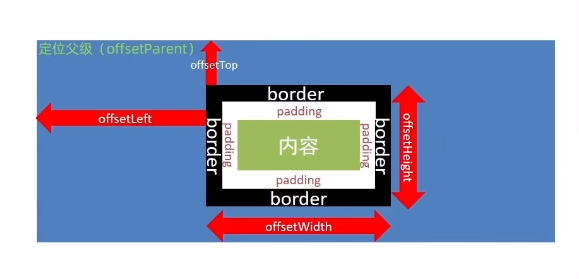 定位父级（offsetParent）
offsetTop
border
padding
offsetLeft
border
padding
内容
padding
border
offsetHeight
padding
border
offsetWidth